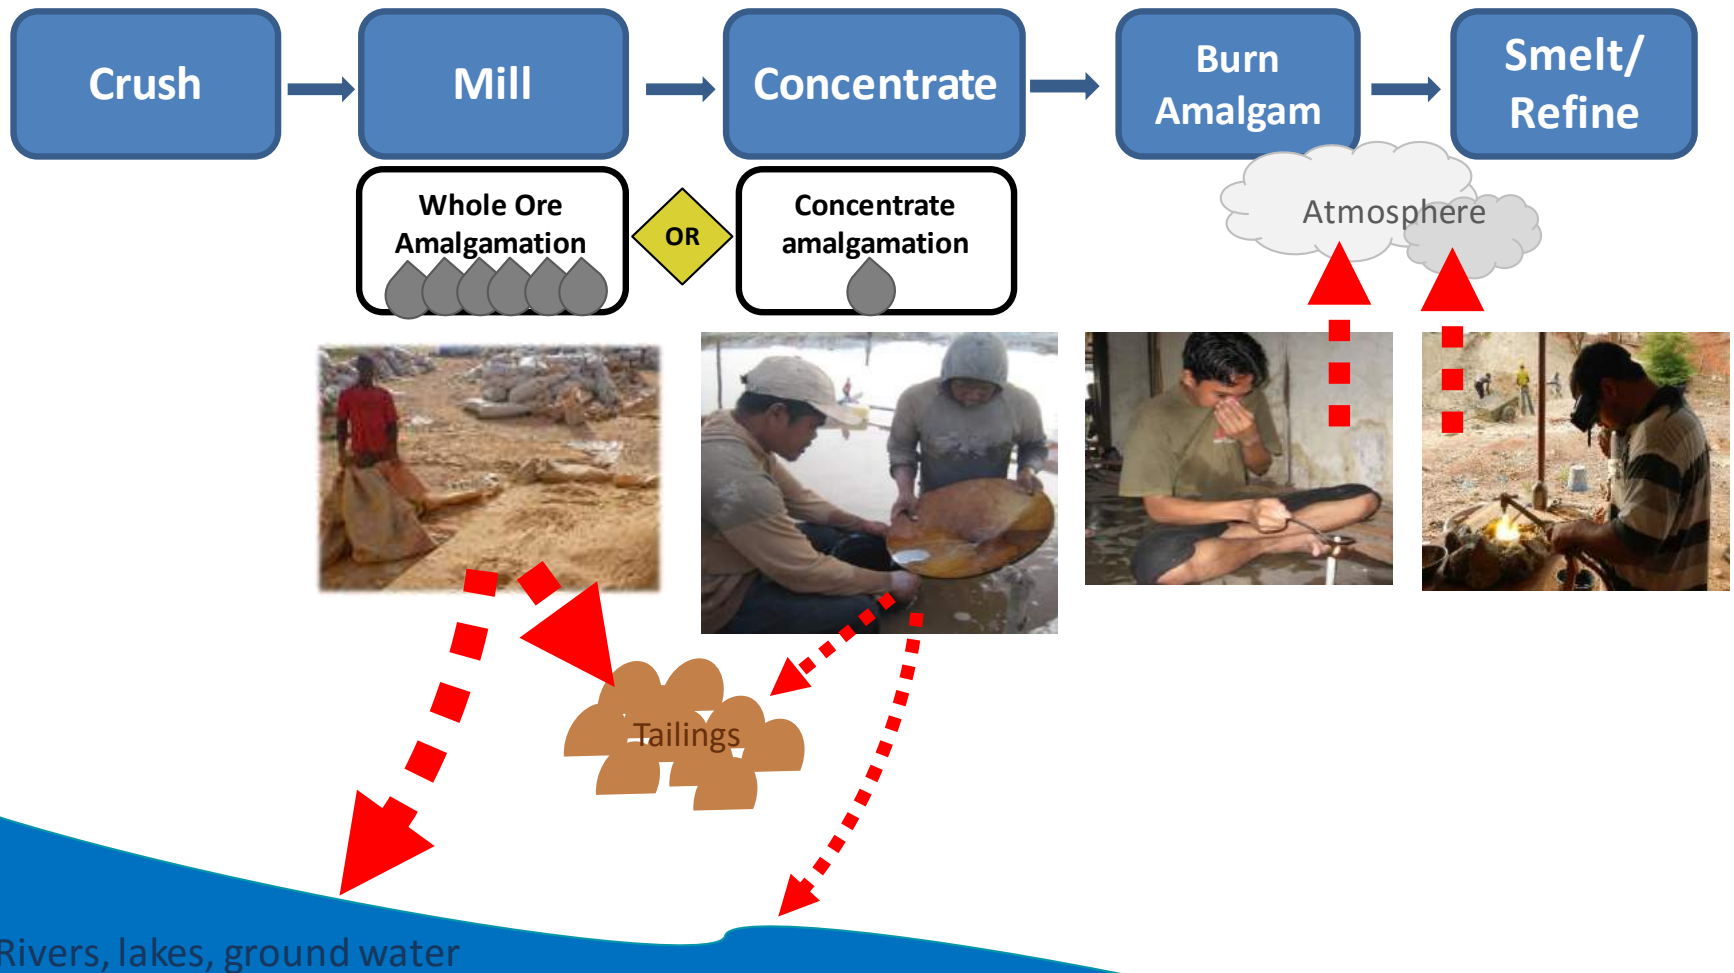 Crush
Mill
Concentrate
Burn
Amalgam
Smelt/
Refine
Whole Ore
Amalgamation
OR
Concentrate
amalgamation
Atmosphere
Tailings
Rivers, lakes, ground water